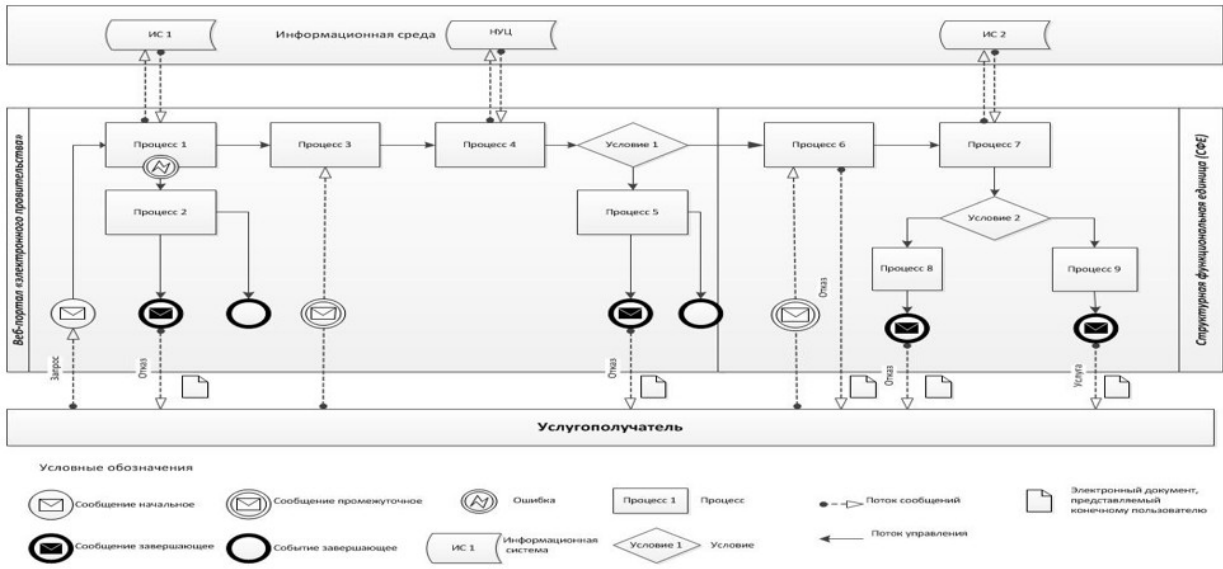 ИС 1
Информационная среда
НУЦ
ИС 2
Веб-портал «электронного правительства»
Процесс 1
Процесс 3
Процесс 4
Условие 1
Процесс 6
Процесс 7
Процесс 2
Процесс 5
Условие 2
Процесс 8
Процесс 9
Структурная функциональная единица (СФЕ)
Запрос
Отказ
Отказ
Отказ
Отказ
Услуга
Услугополучатель
Условные обозначения
Сообщение начальное
Сообщение промежуточное
Ошибка
Процесс 1
Процесс
Поток сообщений
Электронный документ,
представляемый
конечному пользователю
Сообщение завершающее
Событие завершающее
ИС 1
Информационная
система
Условие 1
Условие
Поток управления